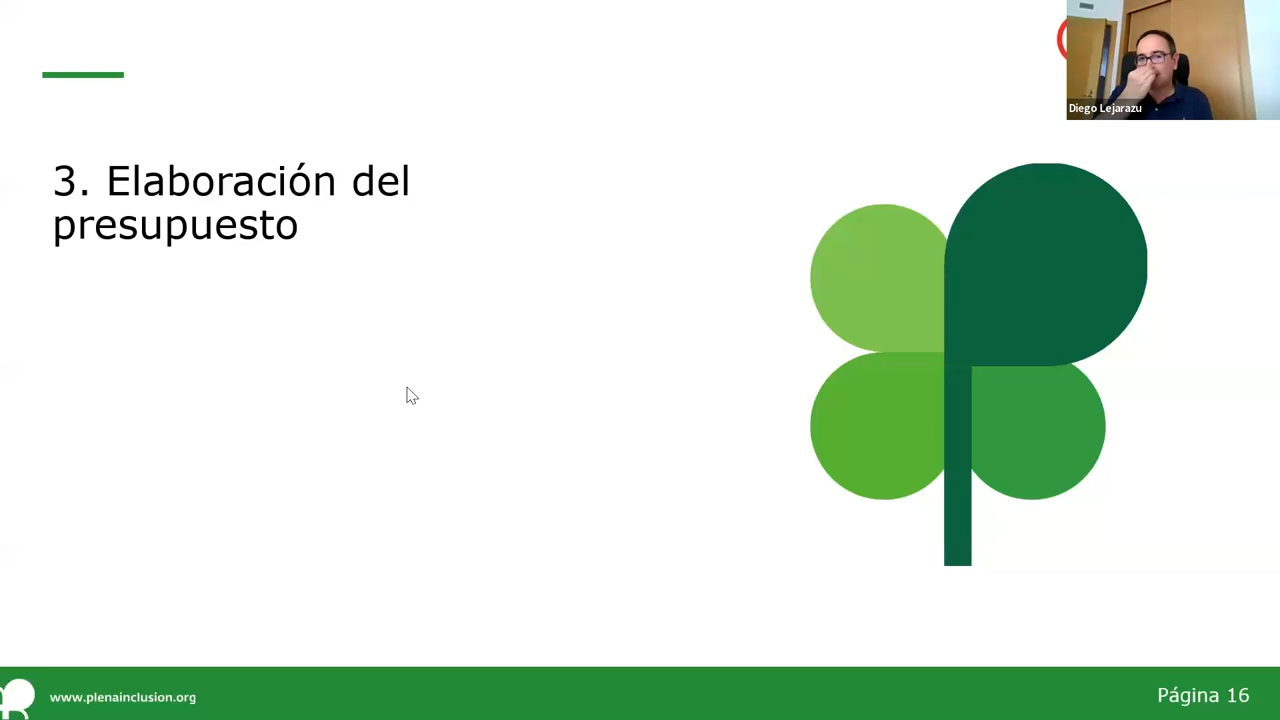 Diego Lejarazu
3. Elaboración del
presupuesto
www.plenainclusion.org
Página 16